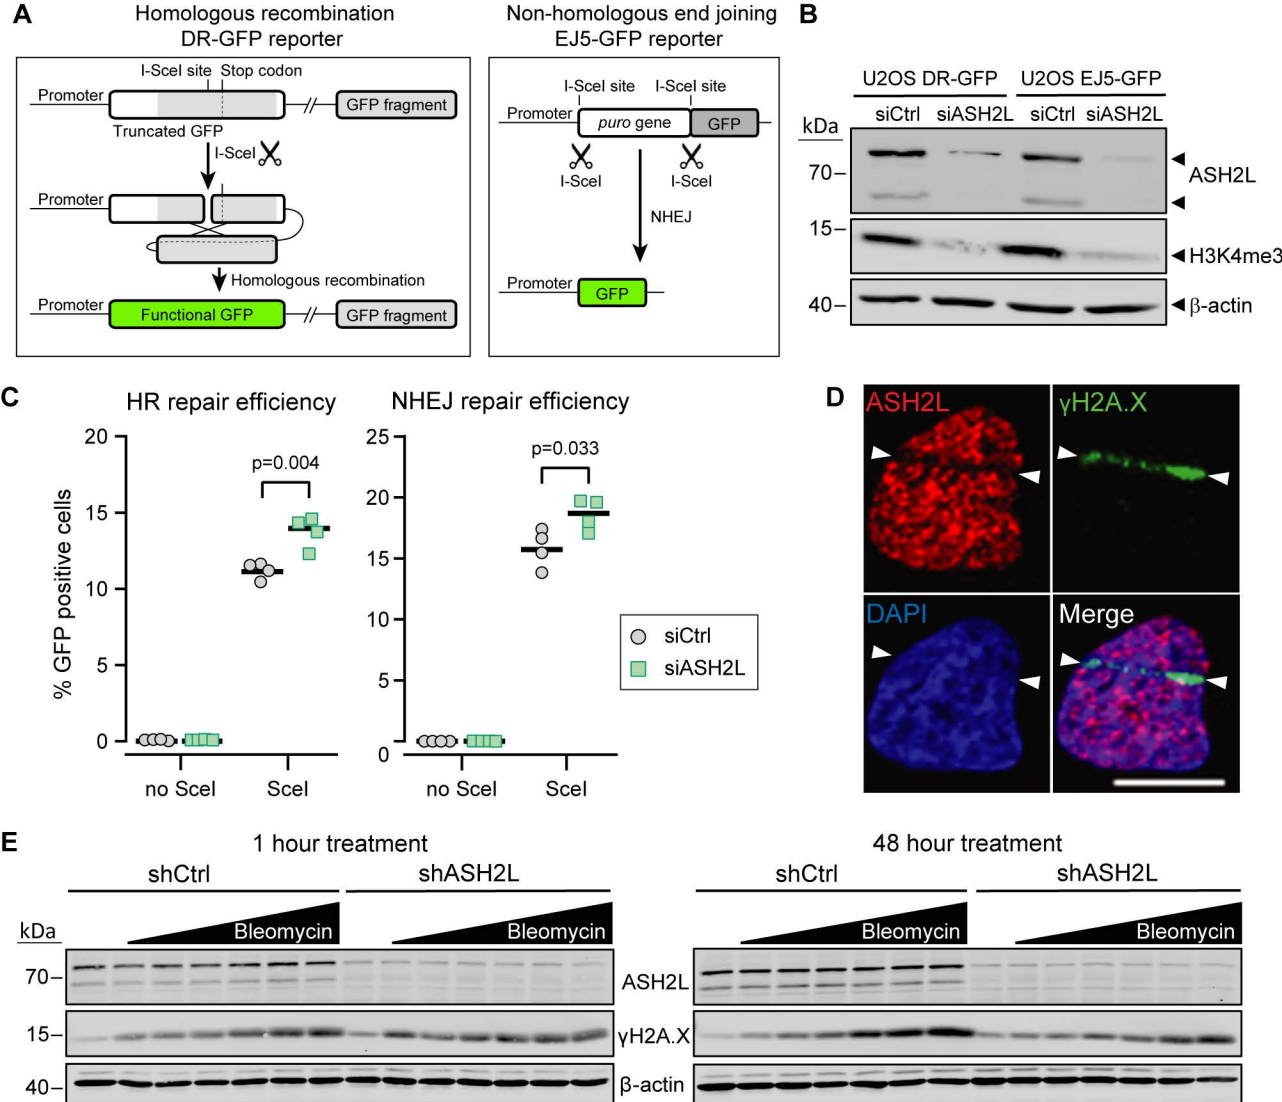 A
Homologous recombination
DR-GFP reporter
I-SceI site Stop codon
Promoter
GFP fragment
Truncated GFP
I-SceI
Promoter
Homologous recombination
Promoter
Functional GFP
GFP fragment
Non-homologous end joining
EJ5-GFP reporter
I-SceI site I-SceI site
Promoter
puro gene GFP
I-SceI I-SceI
NHEJ
Promoter
GFP
B
U2OS DR-GFP U2OS EJ5-GFP
kDa siCtrl siASH2L siCtrl siASH2L
70
ASH2L
15
H3K4me3
40
β-actin
C
HR repair efficiency
% GFP positive cells
20
15
10
5
0
p=0.004
no SceI SceI
NHEJ repair efficiency
25
20
15
10
5
0
p=0.033
no SceI SceI
siCtrl
siASH2L
D
ASH2L γH2A.X
DAPI Merge
E
1 hour treatment
shCtrl shASH2L
kDa
Bleomycin Bleomycin
70
15
40
ASH2L
γH2A.X
β-actin
48 hour treatment
shCtrl shASH2L
Bleomycin Bleomycin